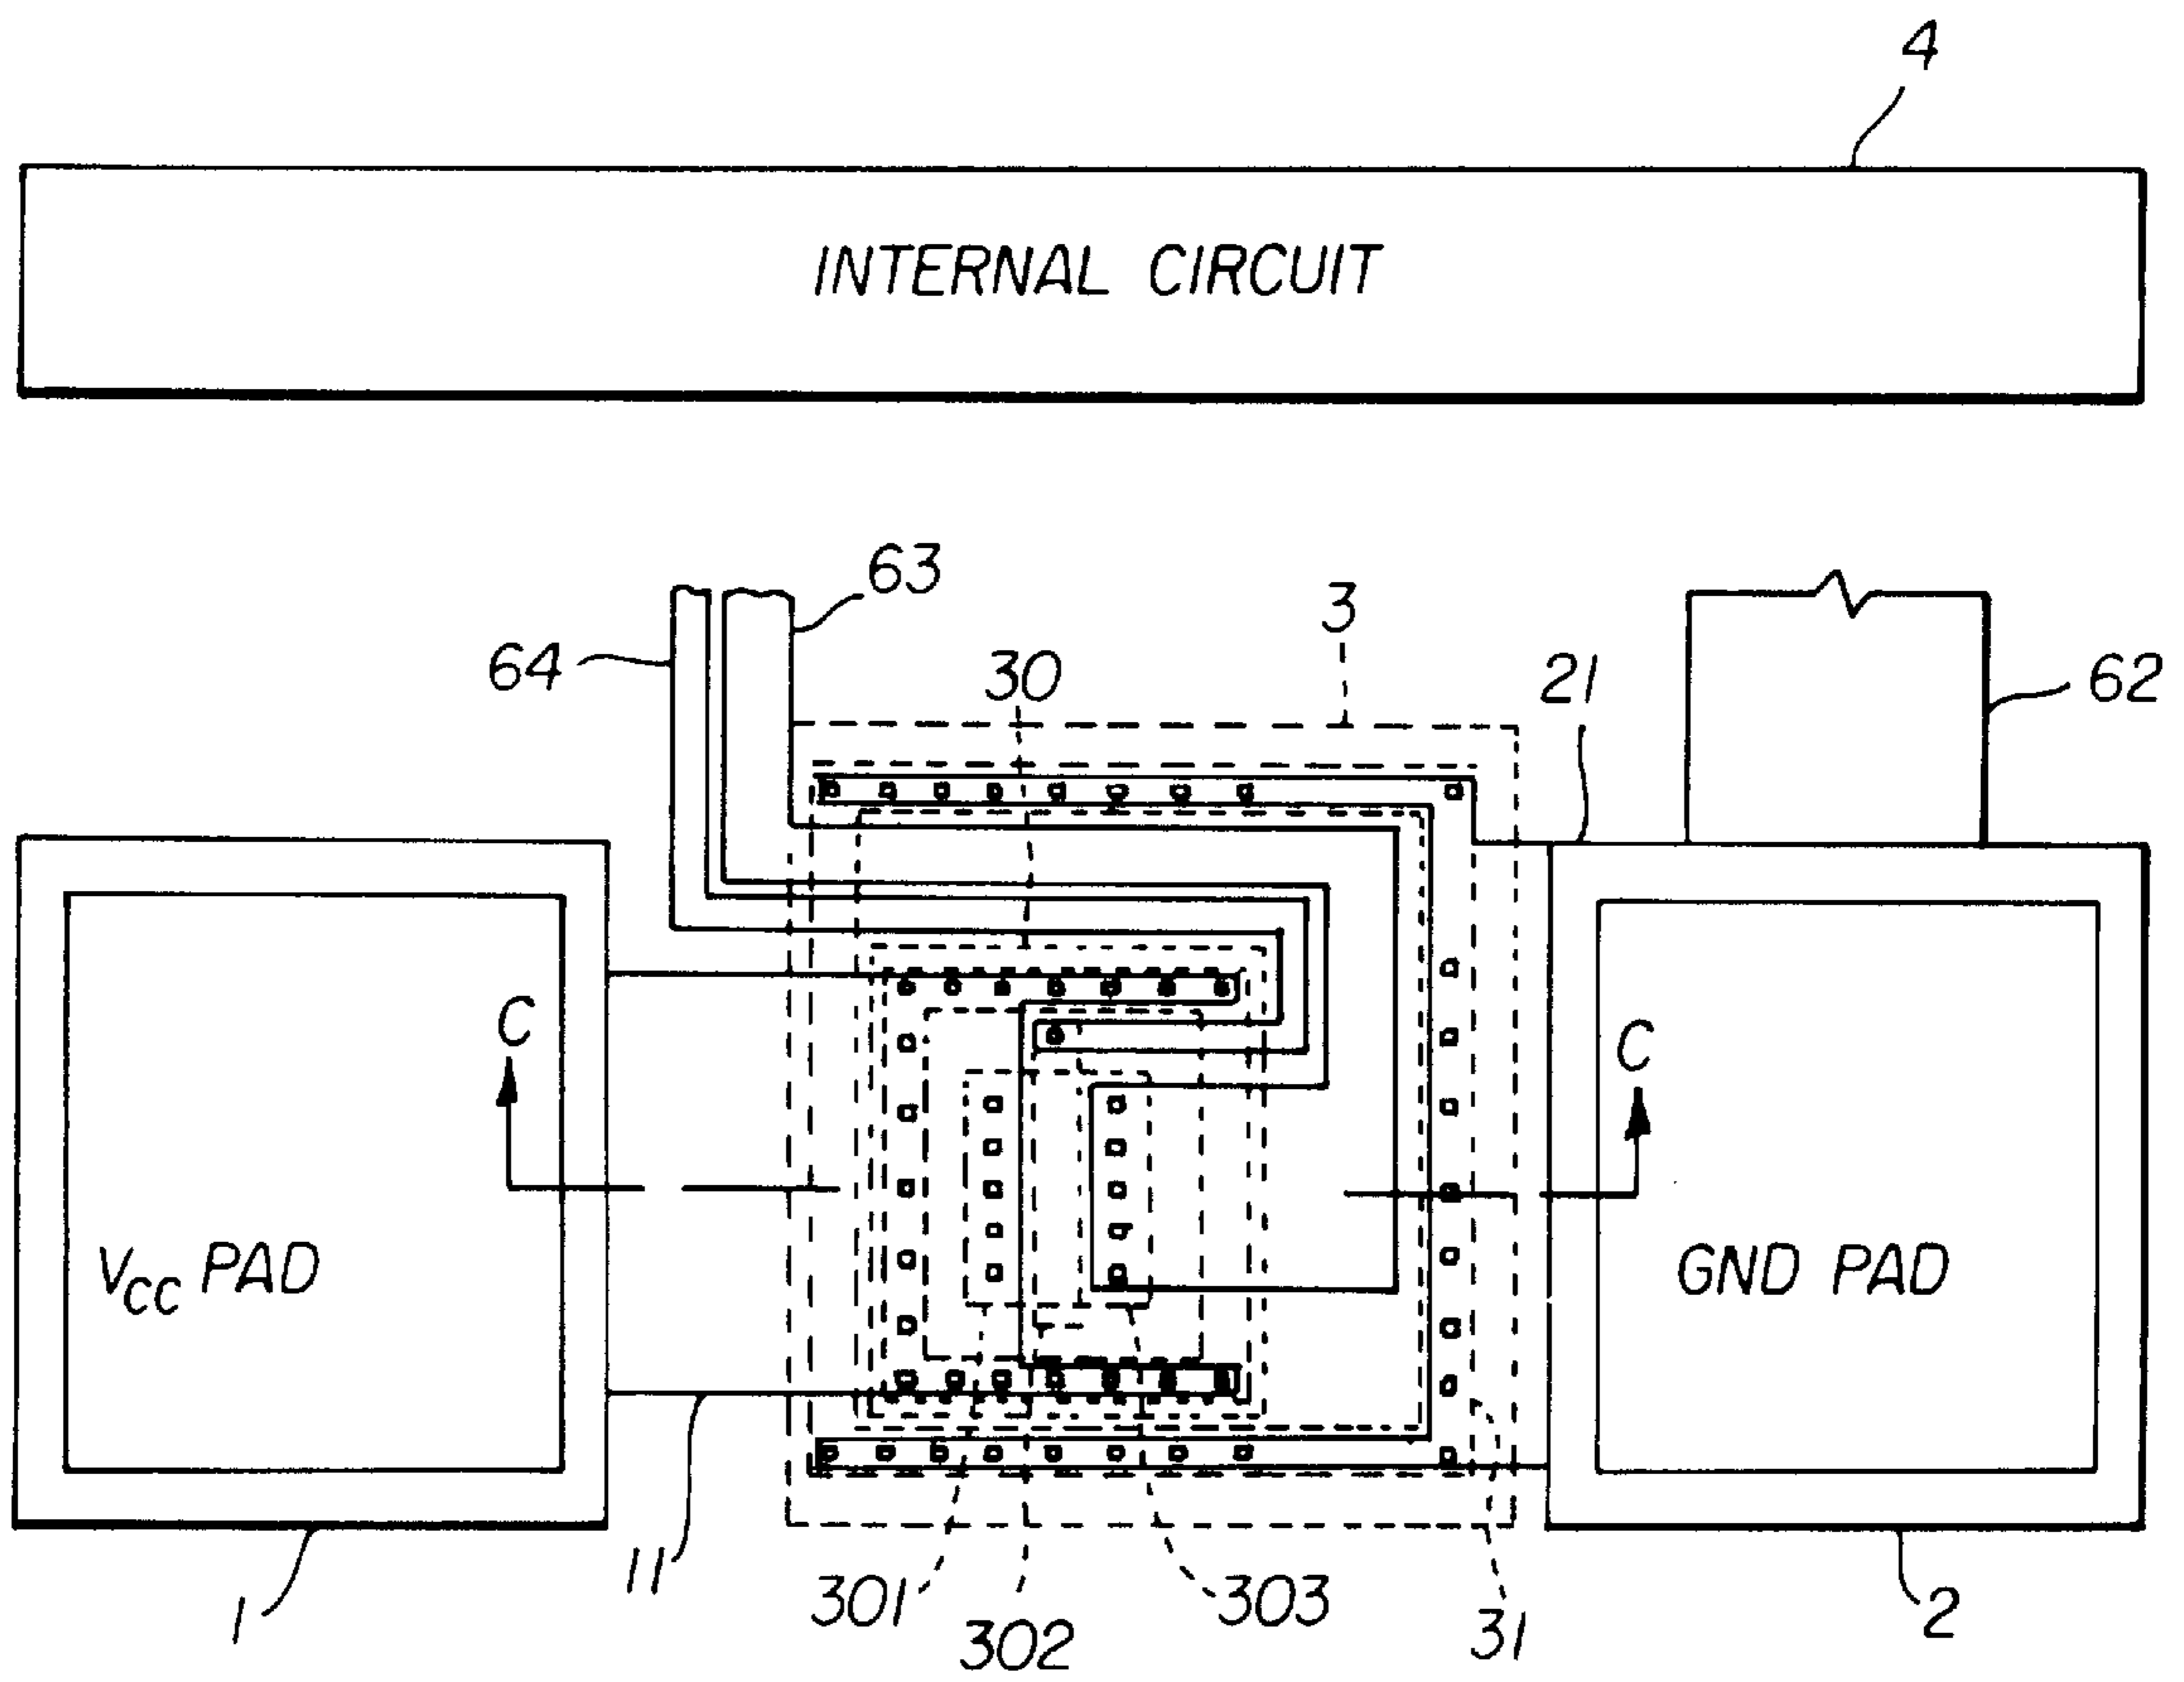 4
INTERNAL CIRCUIT
63
3
64
30
21
62
C
C
VCC PAD
GND PAD
11
301
303
1
302
31
2